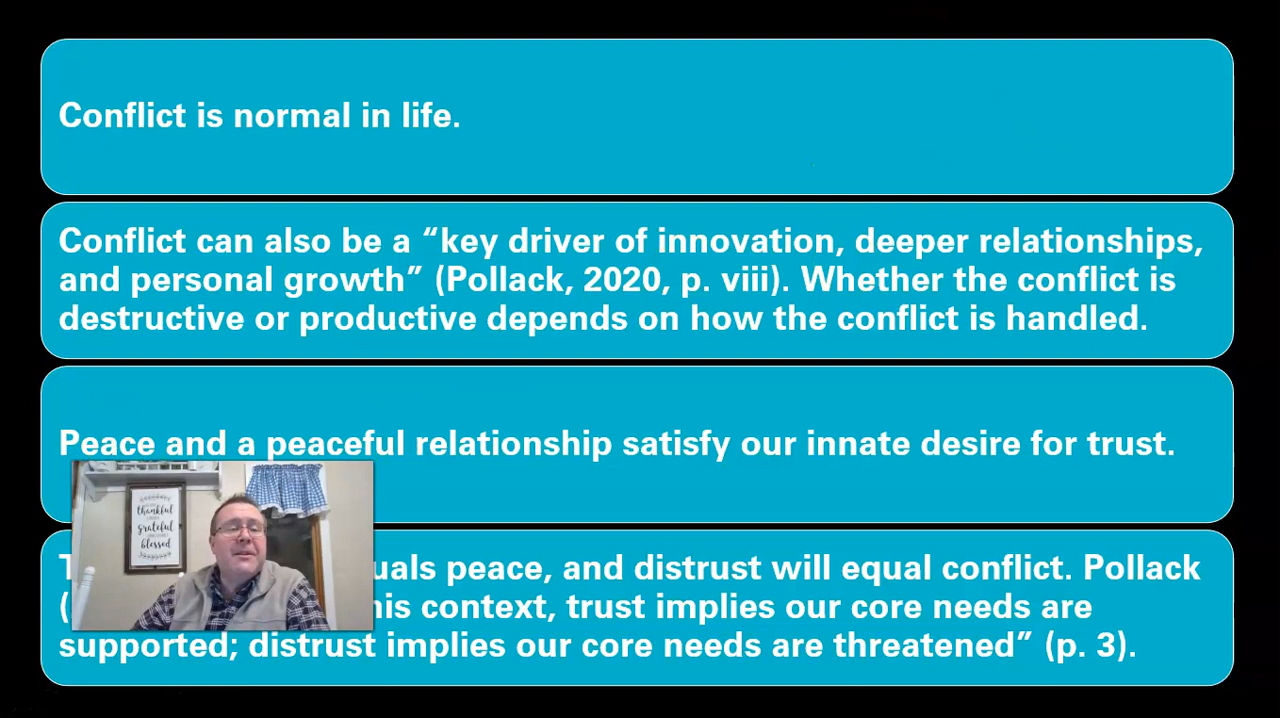 Conflict is normal in life.
Conflict can also be a “key driver of innovation, deeper relationships,
and personal growth” (Pollack, 2020, p. viii). Whether the conflict is
destructive or productive depends on how the conflict is handled.
Peace and a peaceful relationship satisfy our innate desire for trust.
thankful
grateful
blessed
peace, and distrust will equal conflict. Pollack
context, trust implies our core needs are
supported; distrust implies our core needs are threatened” (p. 3).